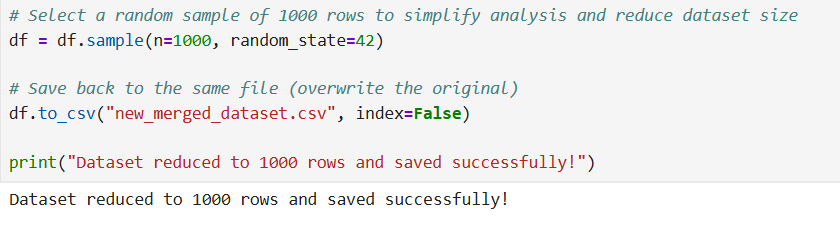 # Select a random sample of 1000 rows to simplify analysis and reduce dataset size
df = df.sample(n=1000, random_state=42)
# Save back to the same file (overwrite the original)
df.to_csv("new_merged_dataset.csv", index=False)
print("Dataset reduced to 1000 rows and saved successfully!")
Dataset reduced to 1000 rows and saved successfully!